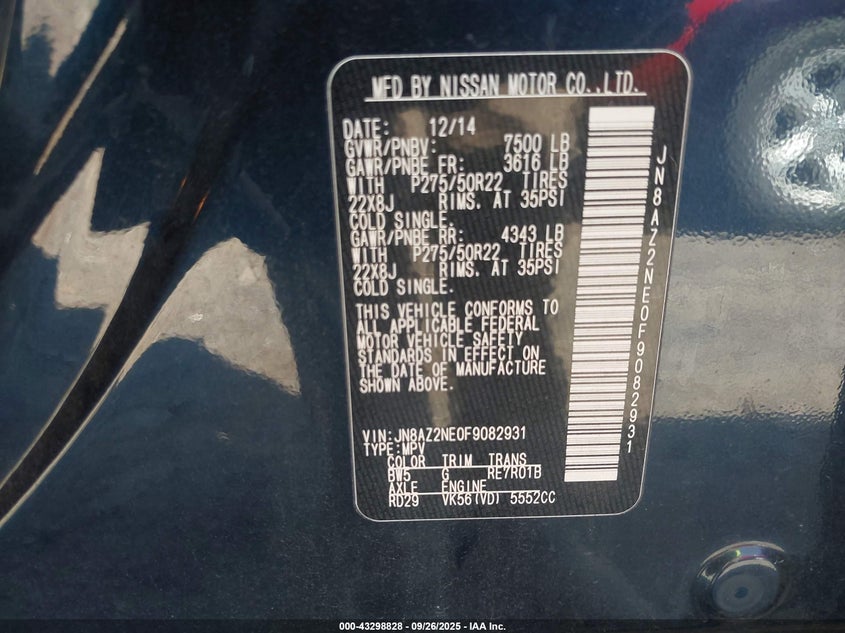 MFD BY NISSAN MOTOR CO.,LTD.
DATE: 12/14
GVWR/PNBV: 7500 LB
GAWR/PNBE FR: 3616 LB
WITH P275/50R22 TIRES
22X8J RIMS. AT 35PSI
COLD SINGLE.
GAWR/PNBE RR: 4343 LB
WITH P275/50R22 TIRES
22X8J RIMS. AT 35PSI
COLD SINGLE.
THIS VEHICLE CONFORMS TO
ALL APPLICABLE FEDERAL
MOTOR VEHICLE SAFETY
STANDARDS IN EFFECT ON
THE DATE OF MANUFACTURE
SHOWN ABOVE.
VIN:JN8AZ2NE0F9082931
TYPE:MPV
COLOR TRIM TRANS
BW5 G RE7R01B
AXLE ENGINE
RD29 VK56(VD) 5552CC
JN8AZ2NE0F9082931
000-43298828 - 09/26/2025 - IAA Inc.